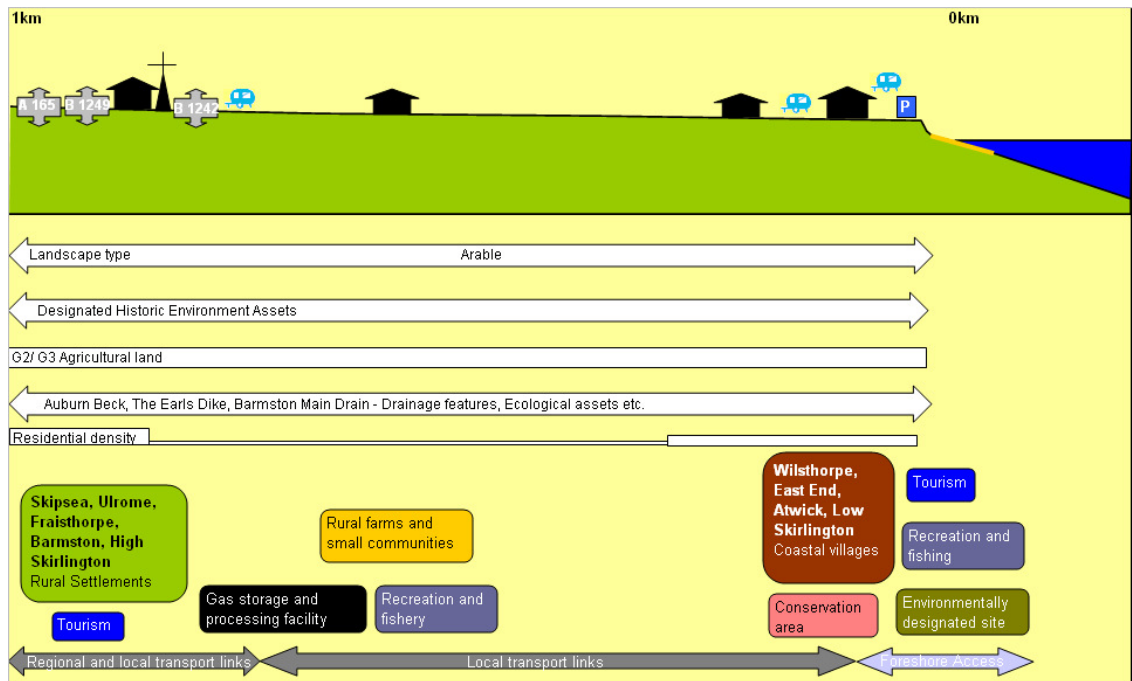 1km
0km
A 165
B 1249
B 1242
P
Landscape type
Arable
Designated Historic Environment Assets
G2/ G3 Agricultural land
Auburn Beck, The Earls Dike, Barmston Main Drain - Drainage features, Ecological assets etc.
Residential density
Skipsea, Ulrome,
Fraisthorpe,
Barmston, High
Skirlington
Rural Settlements
Tourism
Rural farms and
small communities
Gas storage and
processing facility
Recreation and
fishery
Wilsthorpe,
East End,
Atwick, Low
Skirlington
Coastal villages
Conservation
area
Tourism
Recreation and
fishing
Environmentally
designated site
Regional and local transport links
Local transport links
Foreshore Access